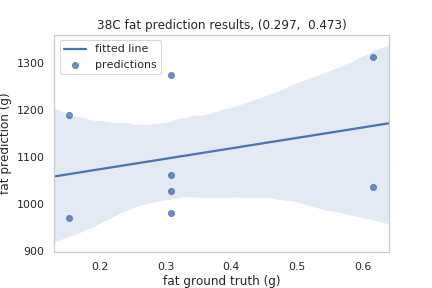 38C fat prediction results, (0.297,  0.473)
fitted line
predictions
1300
1200
1100
1000
900
fat prediction (g)
0.2 0.3 0.4 0.5 0.6
fat ground truth (g)